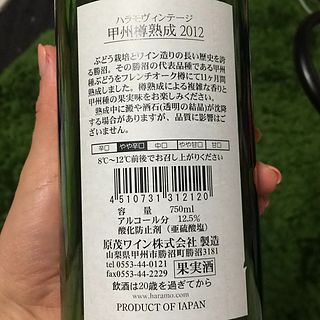 ハラモヴィンテージ
甲州樽熟成 2012
ぶどう栽培とワイン造りの長い歴史を誇
る勝沼。その勝沼の代表品種である甲州
種ぶどうをフレンチオーク樽にて11ヶ月間
熟成しました。樽熟成による複雑な香りと
甲州種の果実味をお楽しみください。
熟成中に澱や酒石(透明の結晶)が沈降
する場合がありますが、品質に影響はご
ざいません。
辛口 やや辛口 中口 やや甘口 甘口
8℃〜12℃前後でお召し上がりください
4 510731 312120
容 量 750ml
アルコール分 12.5%
酸化防止剤(亜硫酸塩)
原茂ワイン株式会社 製造
山梨県甲州市勝沼町勝沼3181
tel 0553-44-0121
fax0553-44-2229
果実酒
飲酒は20歳を過ぎてから
www.haramo.com
PRODUCT OF JAPAN